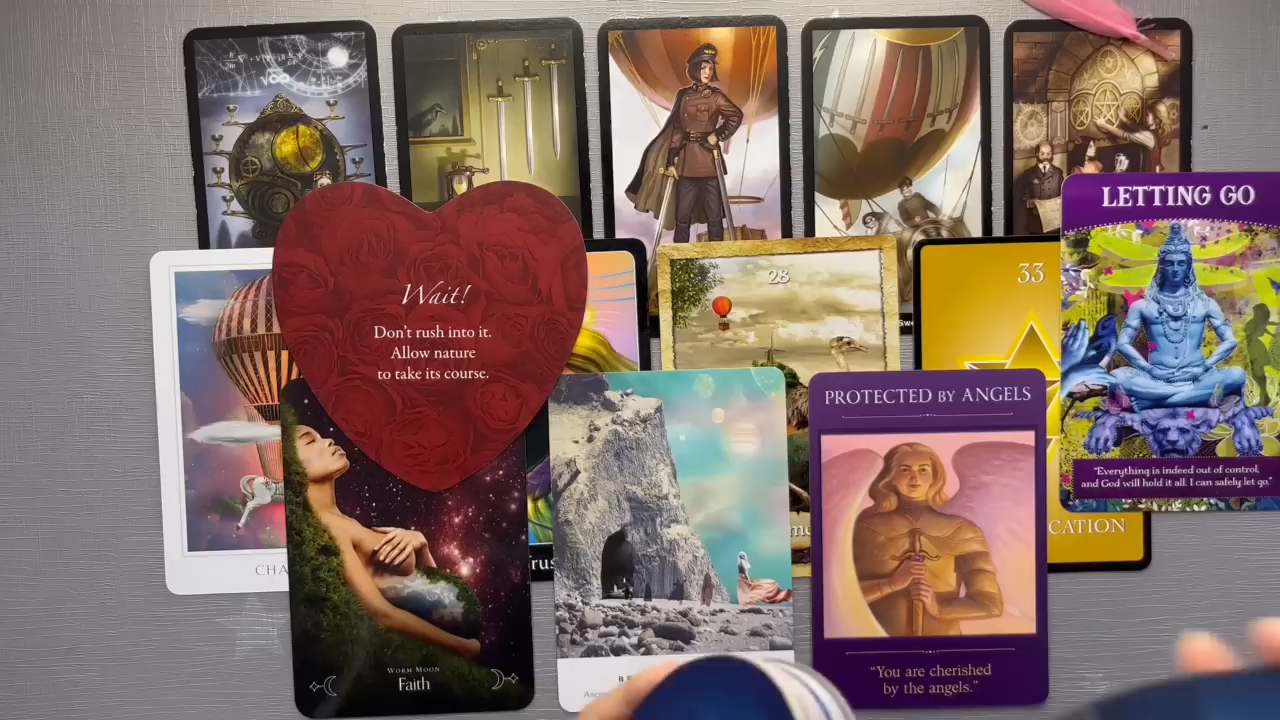 √∞
28
33
LETTING GO
"Everything is indeed out of control,
and God will hold it all. I can safely let go."
Wait!
Don't rush into it.
Allow nature
to take its course.
PROTECTED BY ANGELS
"You are cherished
by the angels."
CATION
CHA
WORM MOON
Faith